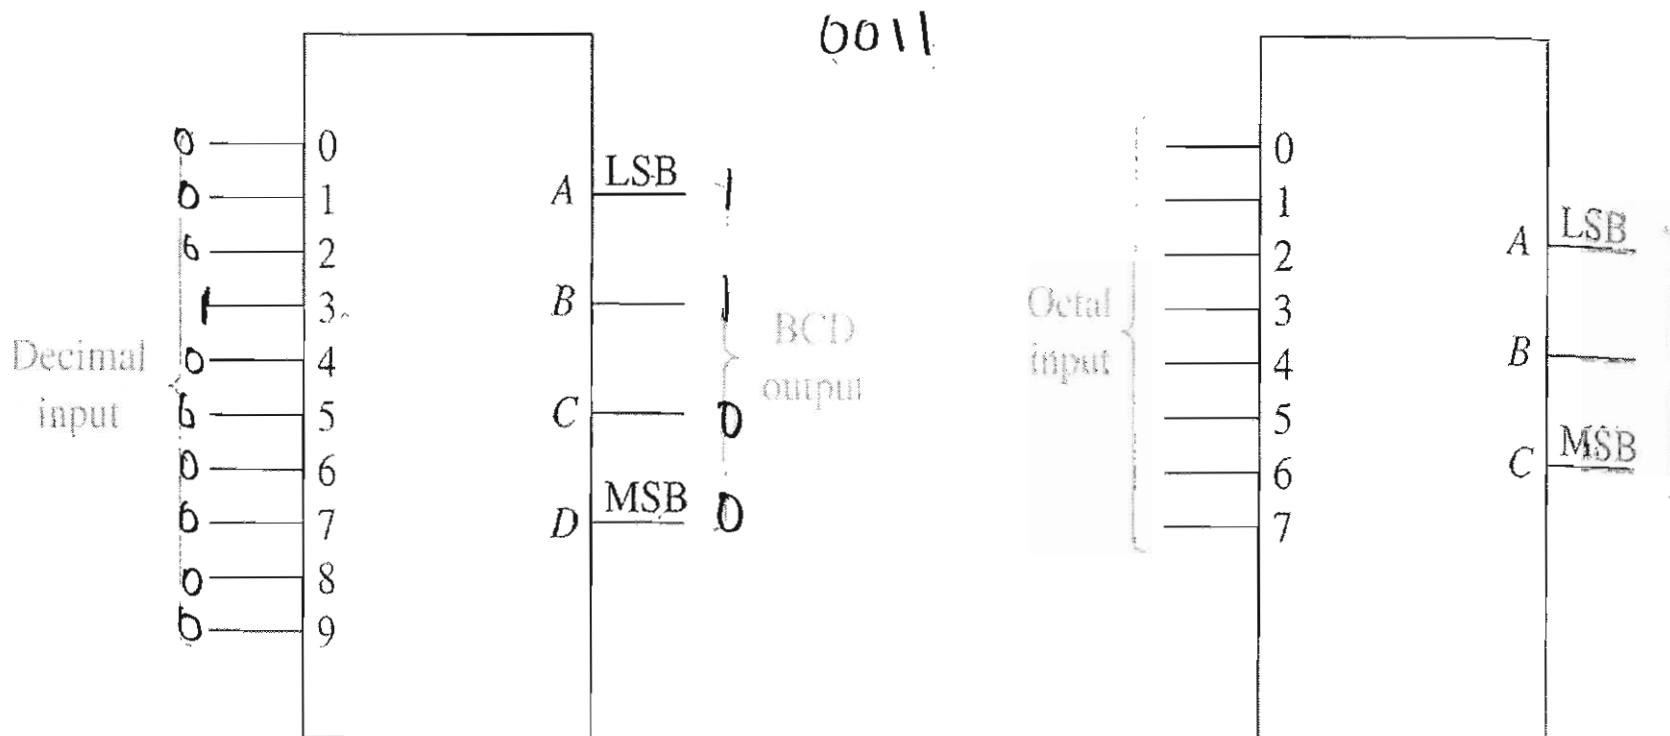 0011
0 0
0 1
0 2
1 3
0 4
0 5
0 6
0 7
0 8
0 9
Decimal
input
A LSB 1
B 1
C 0
D MSB 0
BCD
output
0
1
2
3
4
5
6
7
Octal
input
A LSB
B
C MSB